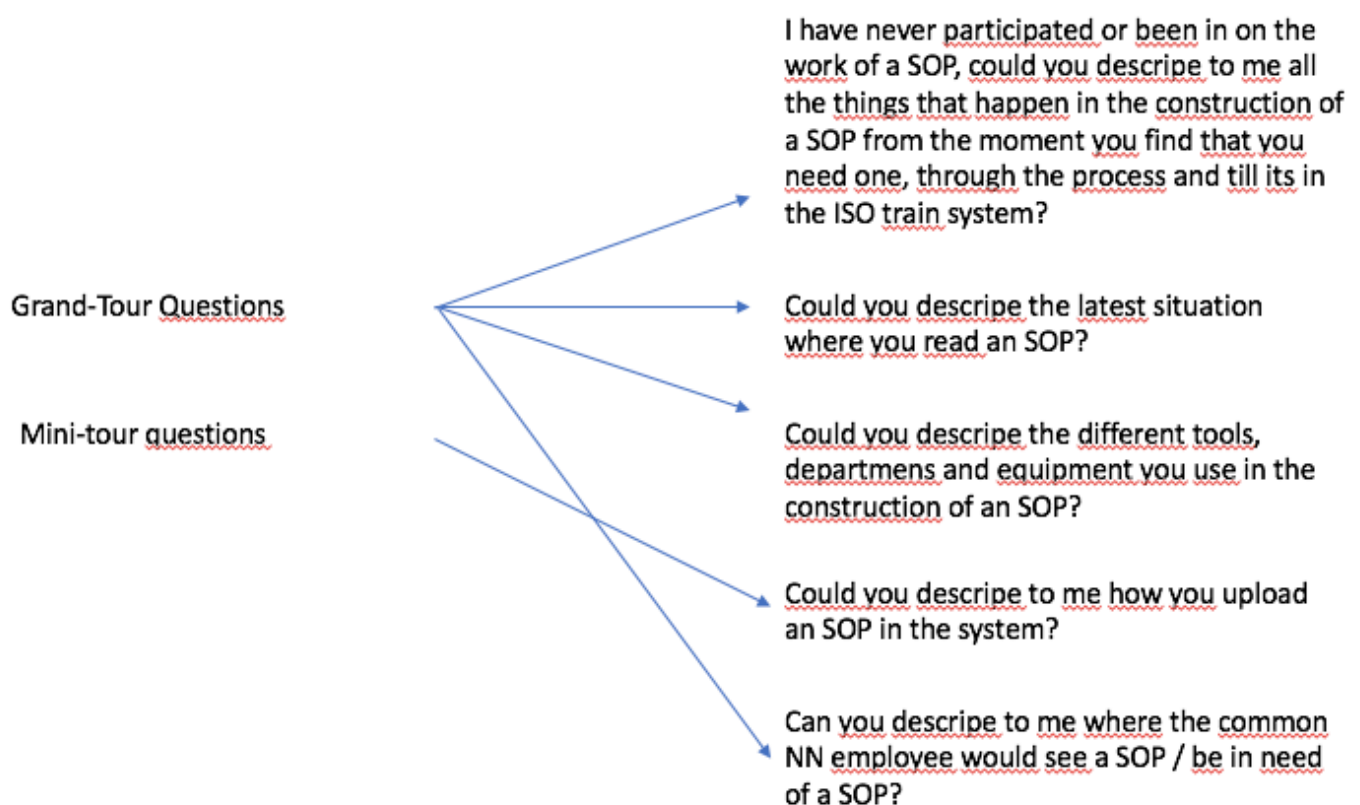 I have never participated or been in on the
work of a SOP, could you descripe to me all
the things that happen in the construction of
a SOP from the moment you find that you
need one, through the process and till its in
the ISO train system?
Grand-Tour Questions
Could you descripe the latest situation
where you read an SOP?
Mini-tour questions
Could you descripe the different tools,
departmens and equipment you use in the
construction of an SOP?
Could you descripe to me how you upload
an SOP in the system?
Can you descripe to me where the common
NN employee would see a SOP / be in need
of a SOP?